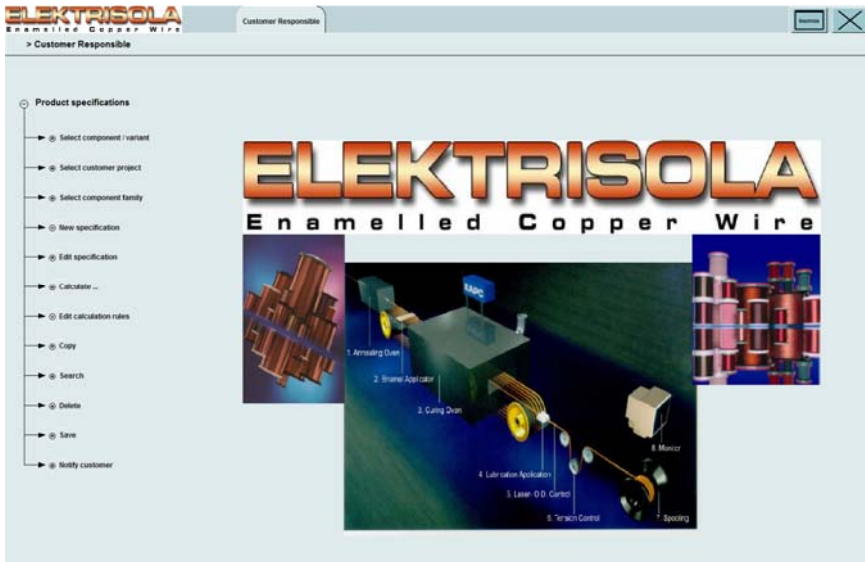 ELEKTRISOLA
Enamelled Copper Wire
Customer Responsible
> Customer Responsible
Product specifications
Select component / variant
Select customer project
Select component family
New specification
Edit specification
Calculate ...
Edit calculation rules
Copy
Search
Delete
Save
Notify customer
ELEKTRISOLA
Enamelled Copper Wire
EAPC
1. Annealing Oven
2. Enamel Applicator
3. Curing Oven
4. Lubrication Application
5. Laser- O.D. Control
6. Tension Control
7. Spooling
8. Monitor